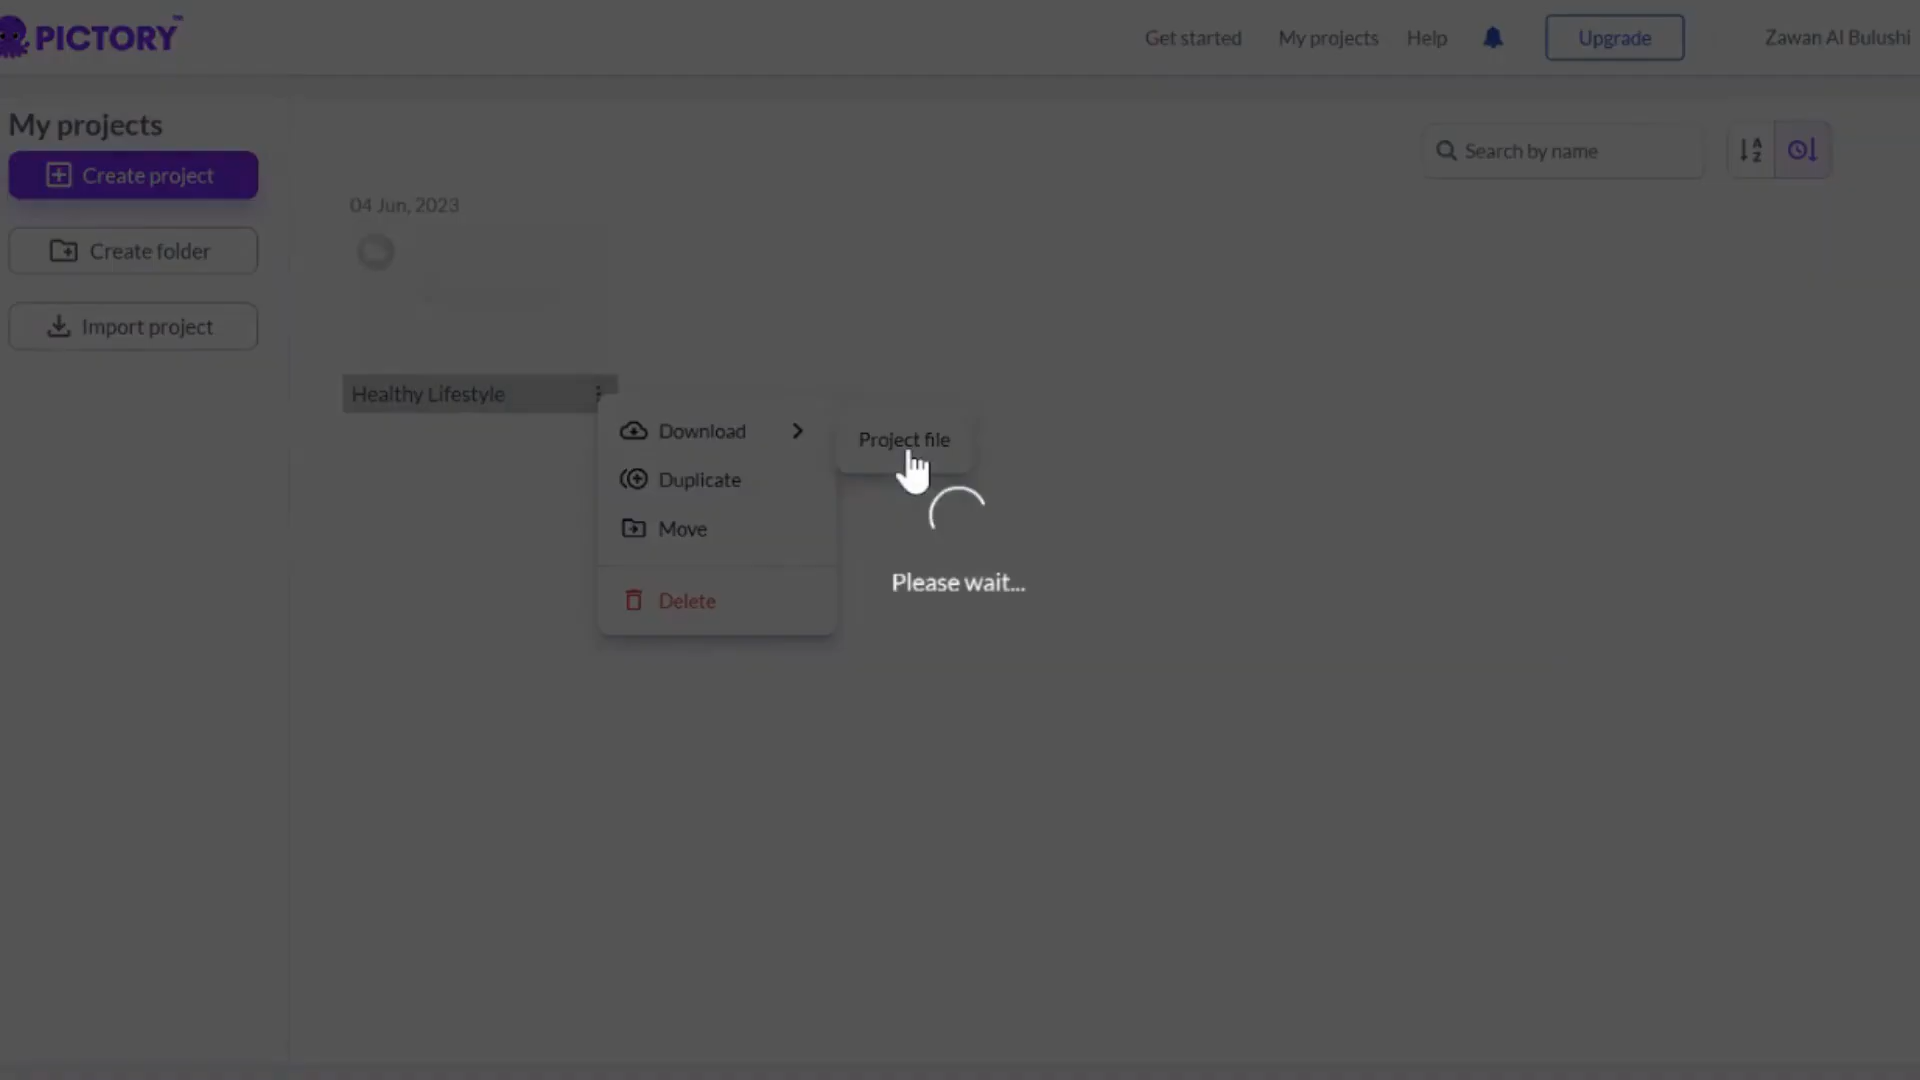 PICTORY™
Get started
My projects
Help
Upgrade
Zawan Al Bulushi
My projects
Create project
Create folder
Import project
Search by name
A
Z
04 Jun, 2023
Healthy Lifestyle
Download
Project file
Duplicate
Move
Delete
Please wait...